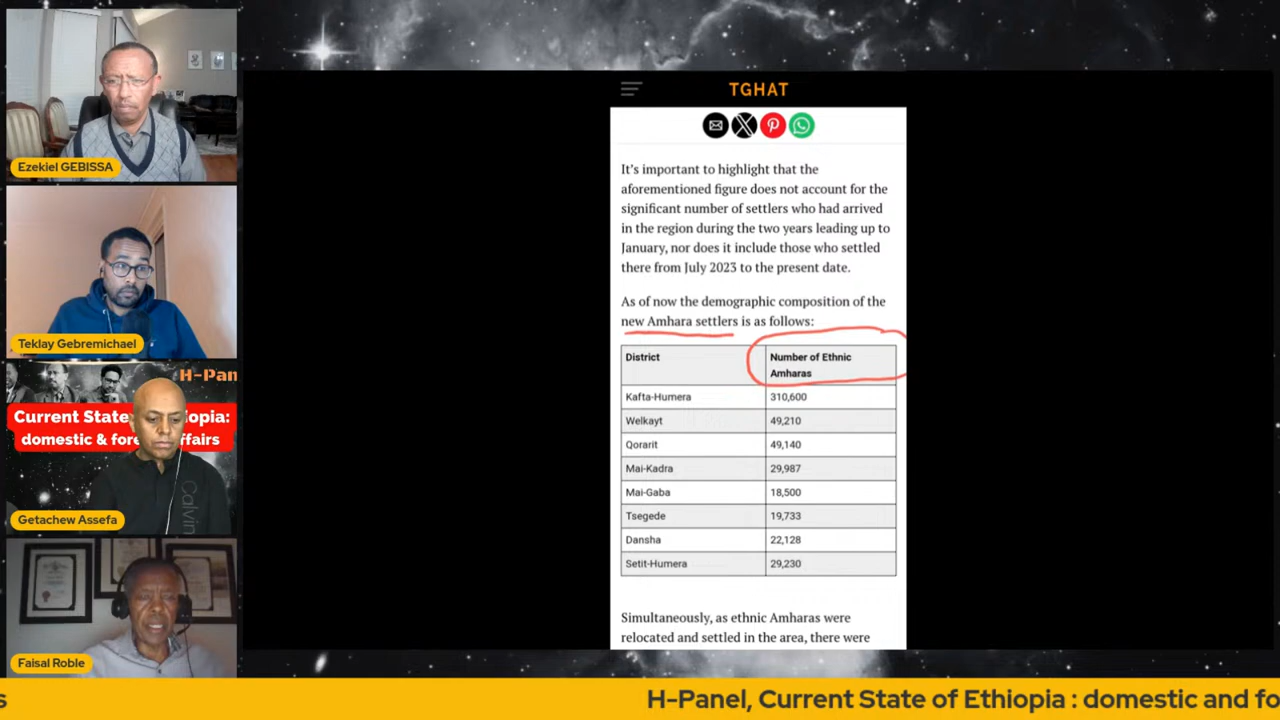 Ezekiel GEBISSA
Teklay Gebremichael
H-Pan
Current State
iopia:
domestic & fore
ffairs
Calvin
Getachew Assefa
Faisal Roble
TGHAT
It's important to highlight that the
aforementioned figure does not account for the
significant number of settlers who had arrived
in the region during the two years leading up to
January, nor does it include those who settled
there from July 2023 to the present date.
As of now the demographic composition of the
new Amhara settlers is as follows:
District Number of Ethnic
Amharas
Kafta-Humera 310,600
Welkayt 49,210
Qorarit 49,140
Mai-Kadra 29,987
Mai-Gaba 18,500
Tsegede 19,733
Dansha 22,128
Setit-Humera 29,230
Simultaneously, as ethnic Amharas were
relocated and settled in the area, there were
s
H-Panel, Current State of Ethiopia : domestic and fo